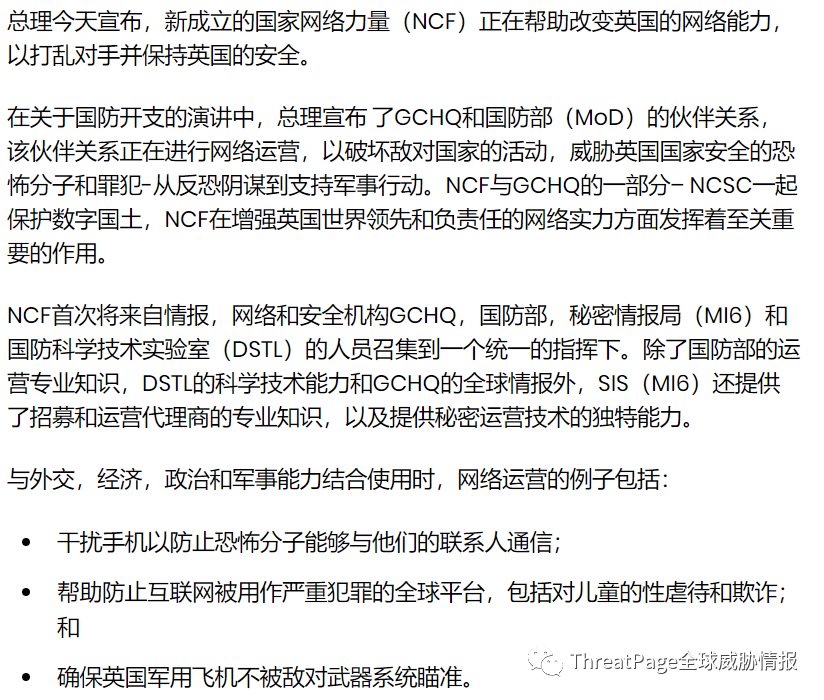 总理今天宣布，新成立的国家网络力量（NCF）正在帮助改变英国的网络能力，
以打乱对手并保持英国的安全。
在关于国防开支的演讲中，总理宣布了GCHQ和国防部（MoD）的伙伴关系，
该伙伴关系正在进行网络运营，以破坏敌对国家的活动，威胁英国国家安全的恐
怖分子和罪犯-从反恐阴谋到支持军事行动。NCF与GCHQ的一部分– NCSC一起
保护数字国土，NCF在增强英国世界领先和负责任的网络实力方面发挥着至关重
要的作用。
NCF首次将来自情报，网络和安全机构GCHQ，国防部，秘密情报局（MI6）和
国防科学技术实验室（DSTL）的人员召集到一个统一的指挥下。除了国防部的运
营专业知识，DSTL的科学技术能力和GCHQ的全球情报外，SIS（MI6）还提供
了招募和运营代理商的专业知识，以及提供秘密运营技术的独特能力。
与外交，经济，政治和军事能力结合使用时，网络运营的例子包括：
• 干扰手机以防止恐怖分子能够与他们的联系人通信；
• 帮助防止互联网被用作严重犯罪的全球平台，包括对儿童的性虐待和欺诈；
和
• 确保英国军用飞机不被敌对武器系统瞄准。
ThreatPage全球威胁情报